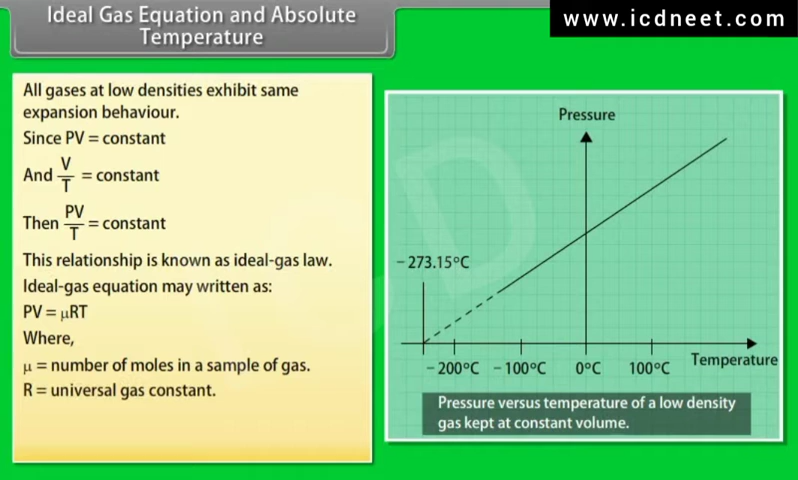 Ideal Gas Equation and Absolute
Temperature
www.icdneet.com
All gases at low densities exhibit same
expansion behaviour.
Since PV = constant
And V/T = constant
Then PV/T = constant
This relationship is known as ideal-gas law.
Ideal-gas equation may written as:
PV = μRT
Where,
μ = number of moles in a sample of gas.
R = universal gas constant.
Pressure
– 273.15°C
– 200°C – 100°C 0°C 100°C Temperature
Pressure versus temperature of a low density
gas kept at constant volume.